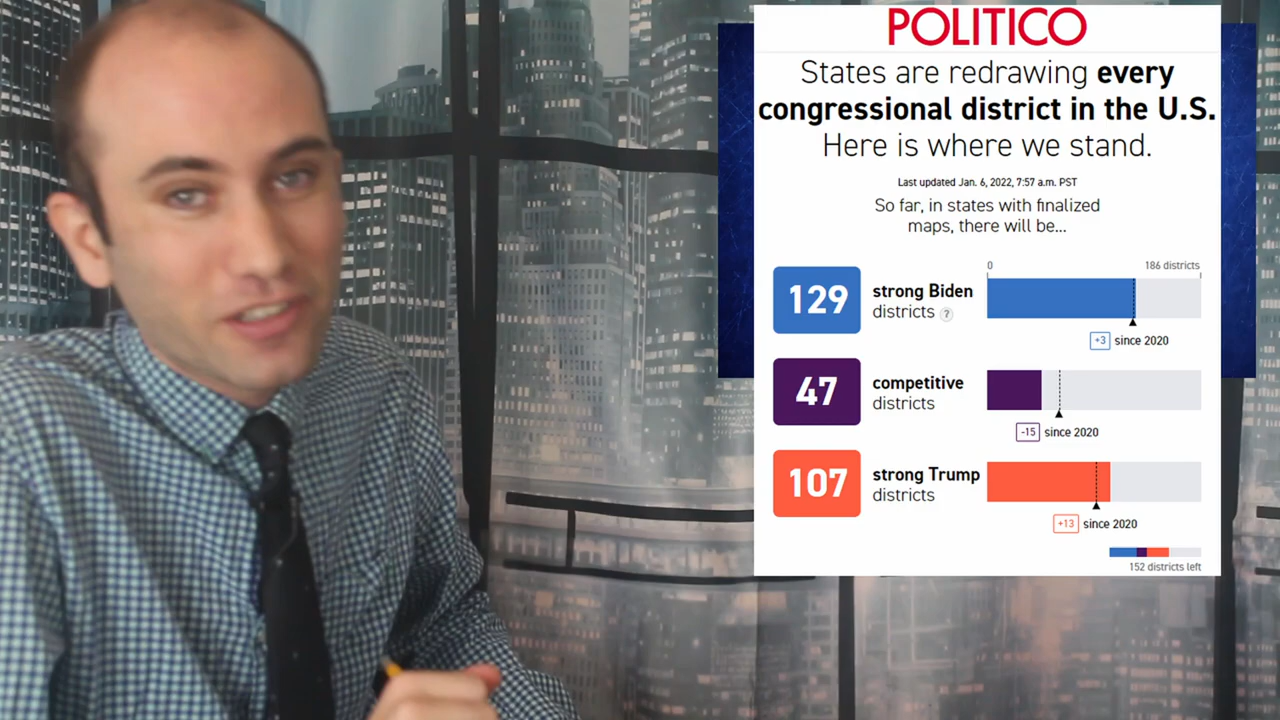 POLITICO
States are redrawing every
congressional district in the U.S.
Here is where we stand.
Last updated Jan. 6, 2022, 7:57 a.m. PST
So far, in states with finalized
maps, there will be...
0 186 districts
129 strong Biden
districts ?
+3 since 2020
47 competitive
districts
-15 since 2020
107 strong Trump
districts
+13 since 2020
152 districts left